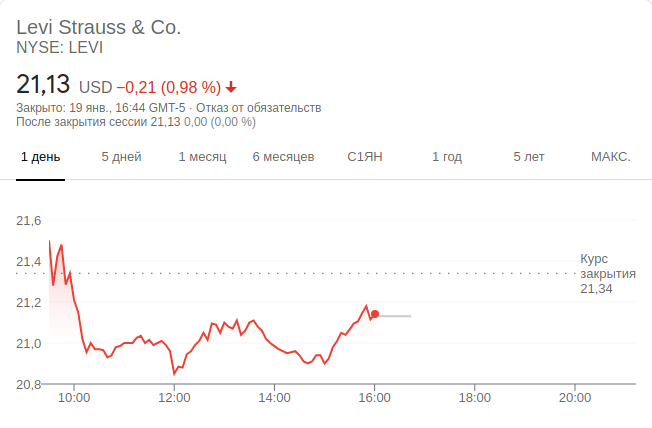 Levi Strauss & Co.
NYSE: LEVI
21,13 USD −0,21 (0,98 %)
Закрыто: 19 янв., 16:44 GMT-5 · Отказ от обязательств
После закрытия сессии 21,13 0,00 (0,00 %)
1 день 5 дней 1 месяц 6 месяцев С1ЯН 1 год 5 лет МАКС.
21,6
21,4
Курс
закрытия
21,34
21,2
21,0
20,8
10:00 12:00 14:00 16:00 18:00 20:00